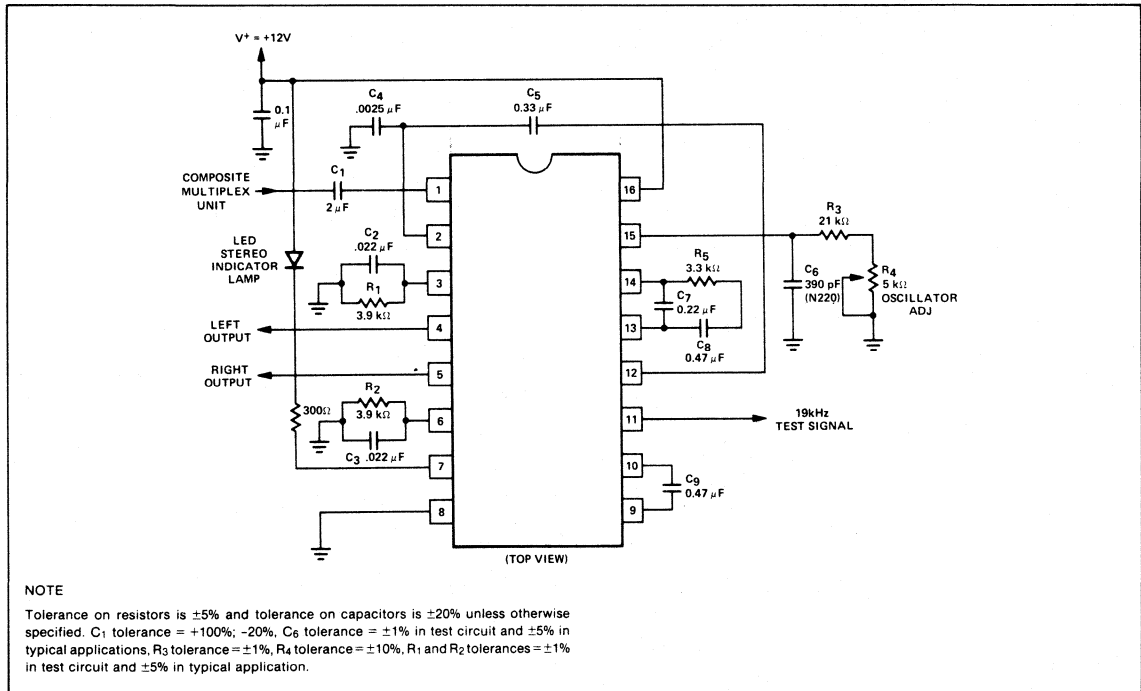 V+ = +12V
0.1
µF
C4
.0025 µF
C5
0.33 µF
COMPOSITE
MULTIPLEX
UNIT
C1
2 µF
1
16
R3
21 kΩ
2
15
LED
STEREO
INDICATOR
LAMP
C2
.022 µF
R1
3.9 kΩ
3
14
R5
3.3 kΩ
C7
0.22 µF
C6
390 pF
(N220)
R4
5 kΩ
OSCILLATOR
ADJ
LEFT
OUTPUT
4
13
C8
0.47 µF
RIGHT
OUTPUT
5
12
300Ω
R2
3.9 kΩ
6
11
19kHz
TEST SIGNAL
C3 .022 µF
7
10
C9
0.47 µF
8
9
(TOP VIEW)
NOTE
Tolerance on resistors is ±5% and tolerance on capacitors is ±20% unless otherwise
specified. C1 tolerance = +100%; -20%, C6 tolerance = ±1% in test circuit and ±5% in
typical applications, R3 tolerance = ±1%, R4 tolerance = ±10%, R1 and R2 tolerances = ±1%
in test circuit and ±5% in typical application.